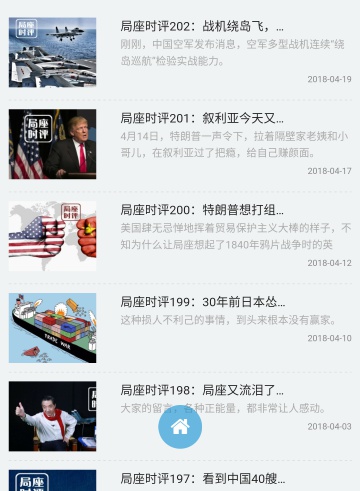 局座
时评
局座时评202：战机绕岛飞，...
刚刚，中国空军发布消息，空军多型战机连续“绕
岛巡航”检验实战能力。
2018-04-19
局座
时评
局座时评201：叙利亚今天又...
4月14日，特朗普一声令下，拉着隔壁家老姨和小
哥儿，在叙利亚过了把瘾，给自己赚颜面。
2018-04-17
局座
时评
局座时评200：特朗普想打组...
美国肆无忌惮地挥着贸易保护主义大棒的样子，不
知为什么让局座想起了1840年鸦片战争时的英
2018-04-12
局座时评199：30年前日本怂...
这种损人不利己的事情，到头来根本没有赢家。
TRADE WAR
2018-04-10
局座时评198：局座又流泪了...
大家的留言，各种正能量，都非常让人感动。
2018-04-03
局座
局座时评197：看到中国40艘...